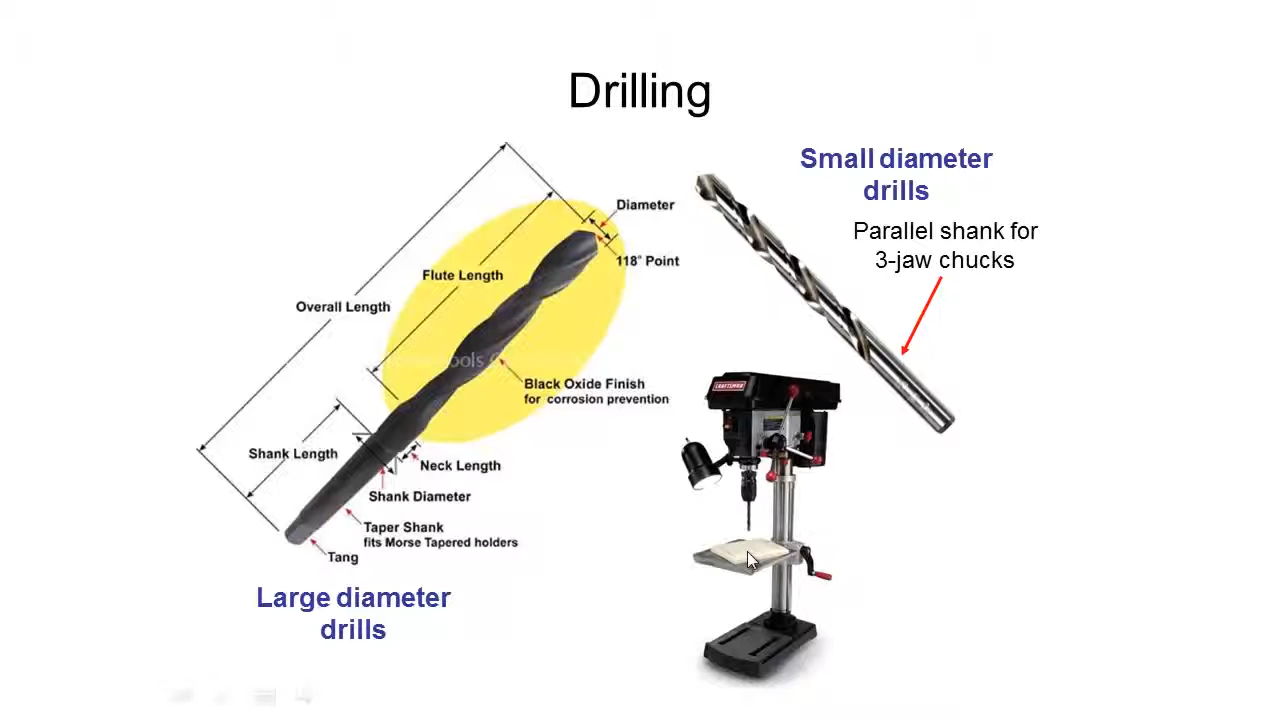 Drilling
Small diameter
drills
Parallel shank for
3-jaw chucks
Diameter
118° Point
Flute Length
Overall Length
Black Oxide Finish
for corrosion prevention
Shank Length
Neck Length
Shank Diameter
Taper Shank
fits Morse Tapered holders
Tang
Large diameter
drills
CRAFTSMAN